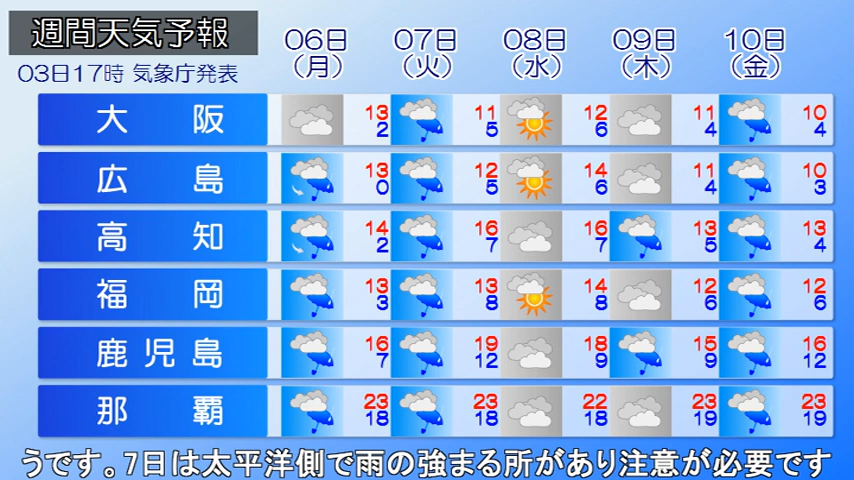 週間天気予報
03日17時 気象庁発表
06日 07日 08日 09日 10日
(月) (火) (水) (木) (金)
大阪 13 2 11 5 12 6 11 4 10 4
広島 13 0 12 5 14 6 11 4 10 3
高知 14 2 16 7 16 7 13 5 13 4
福岡 13 3 13 8 14 8 12 6 12 6
鹿児島 16 7 19 12 18 9 15 9 16 12
那覇 23 18 23 18 22 18 23 19 23 19
うです。7日は太平洋側で雨の強まる所があり注意が必要です